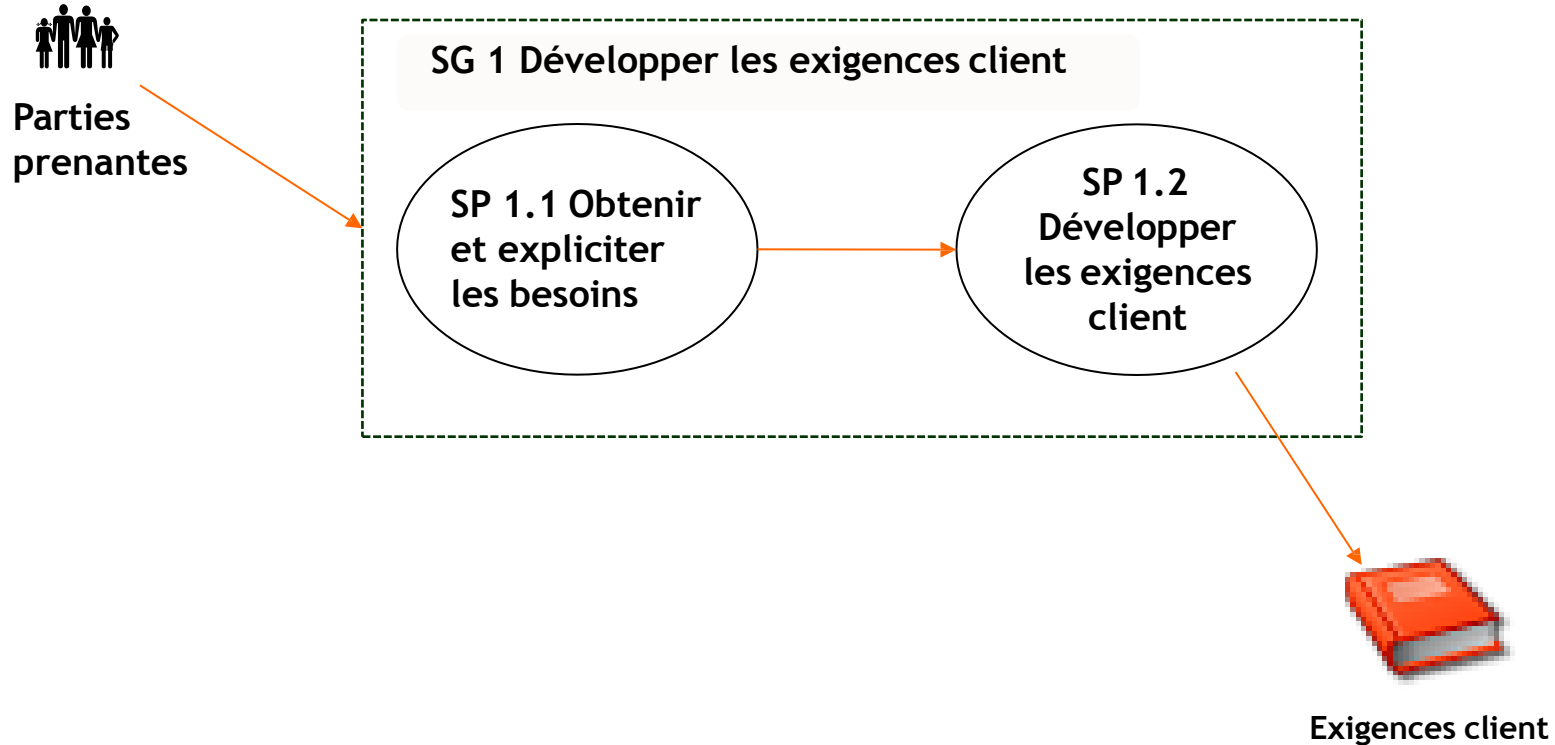 Parties
prenantes
SG 1 Développer les exigences client
SP 1.1 Obtenir
et expliciter
les besoins
SP 1.2
Développer
les exigences
client
Exigences client